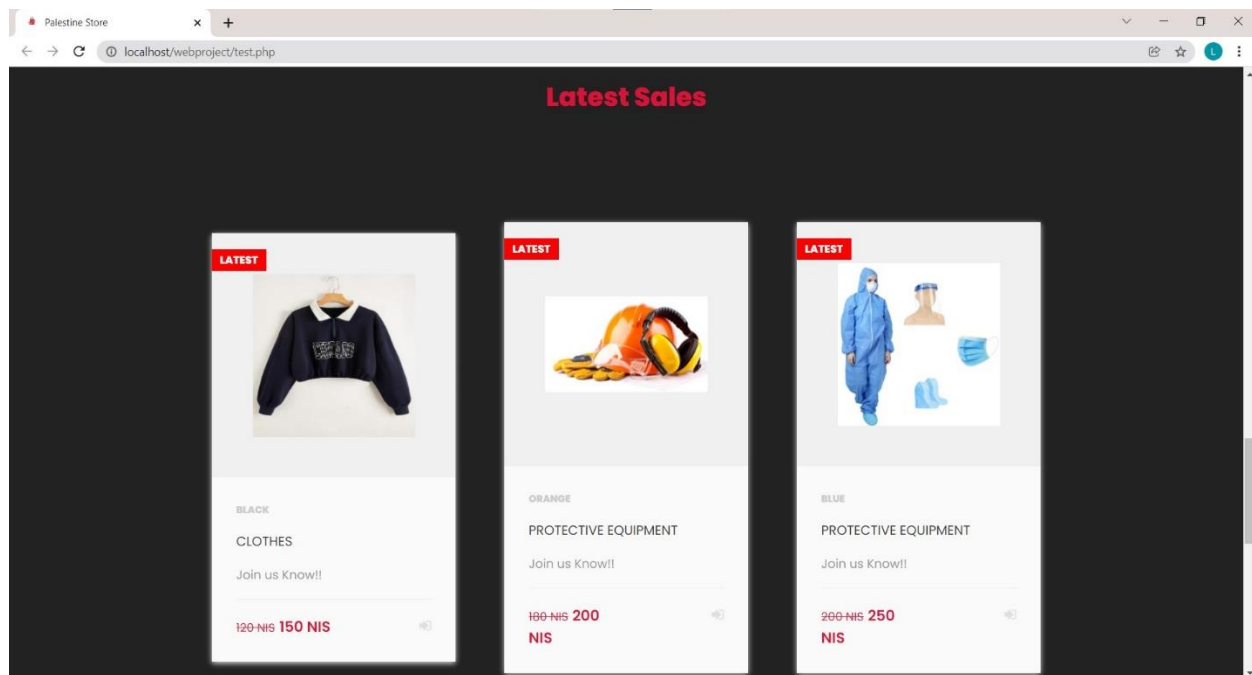 Palestine Store
localhost/webproject/test.php
L
Latest Sales
LATEST
BLACK
CLOTHES
Join us Know!!
120 NIS 150 NIS
LATEST
ORANGE
PROTECTIVE EQUIPMENT
Join us Know!!
180 NIS 200
NIS
LATEST
BLUE
PROTECTIVE EQUIPMENT
Join us Know!!
200 NIS 250
NIS